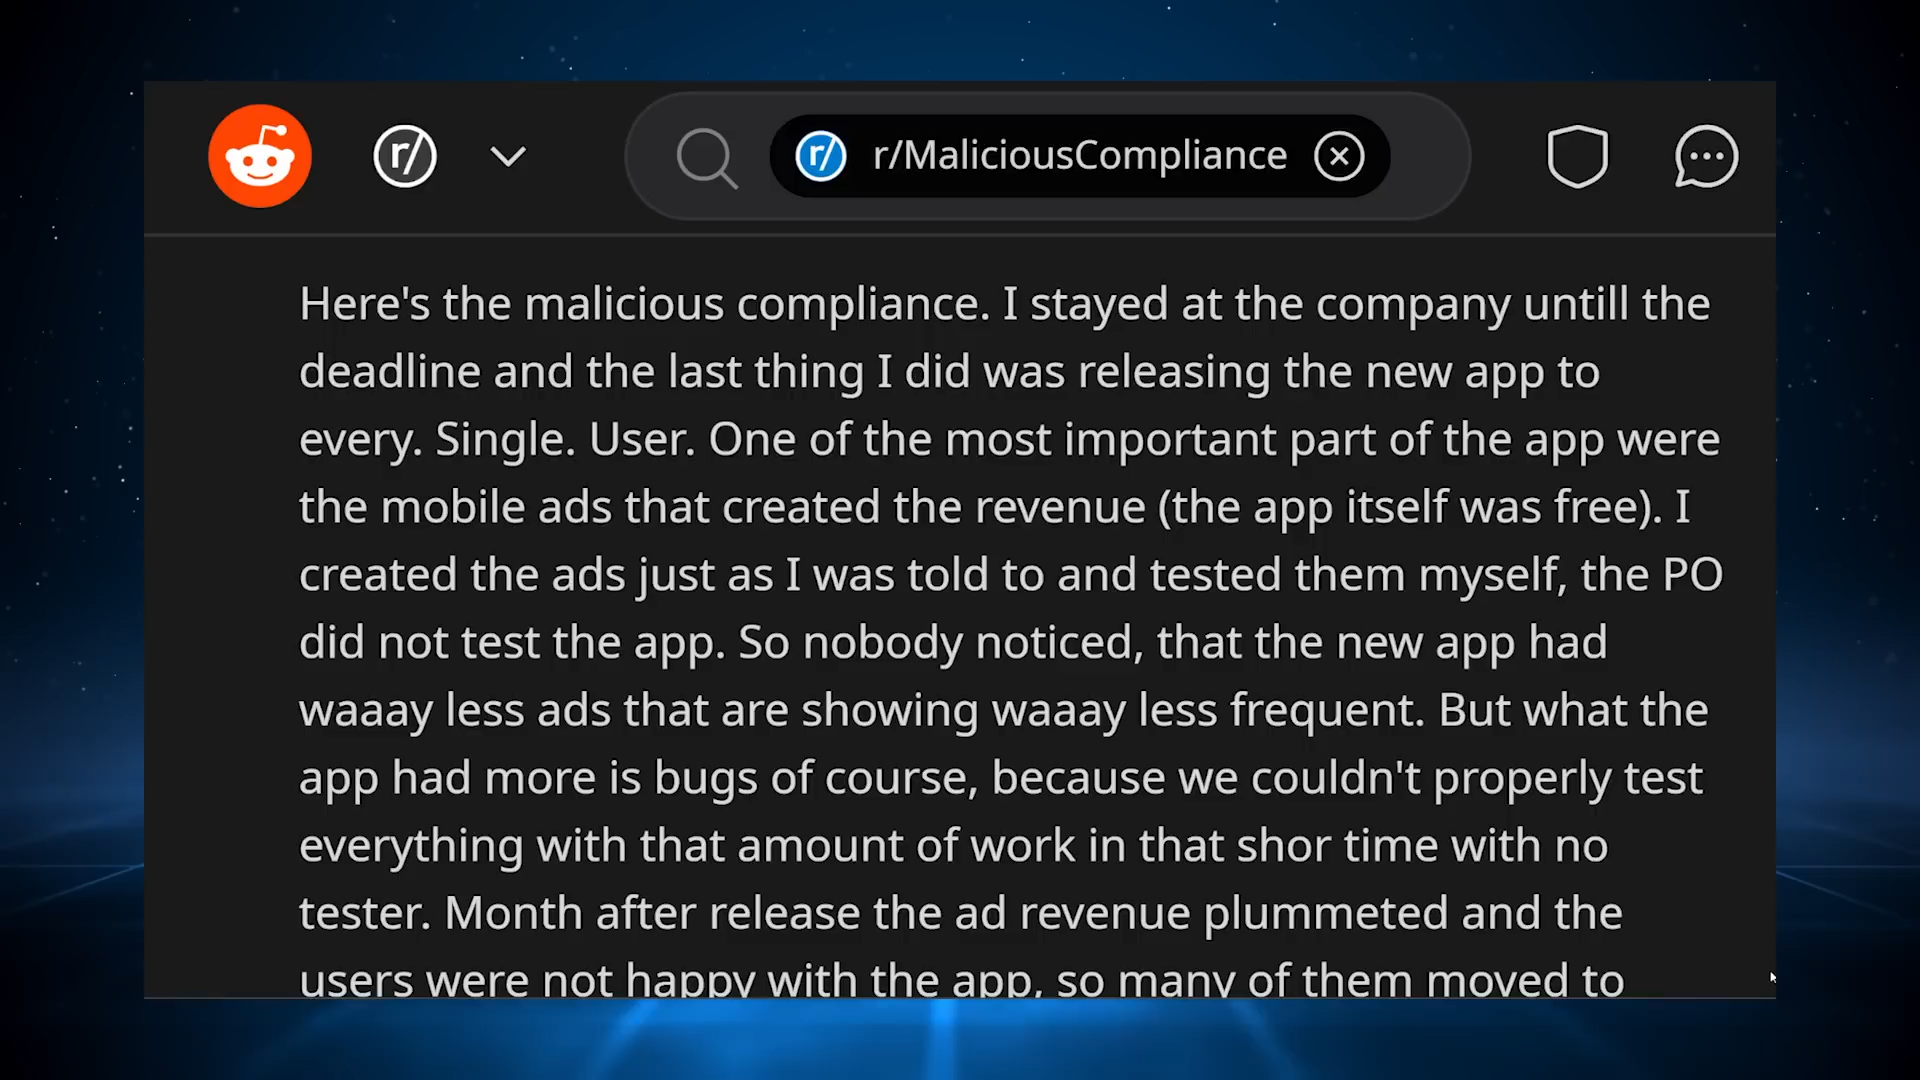 r/ r/ r/MaliciousCompliance
Here's the malicious compliance. I stayed at the company untill the
deadline and the last thing I did was releasing the new app to
every. Single. User. One of the most important part of the app were
the mobile ads that created the revenue (the app itself was free). I
created the ads just as I was told to and tested them myself, the PO
did not test the app. So nobody noticed, that the new app had
waaay less ads that are showing waaay less frequent. But what the
app had more is bugs of course, because we couldn't properly test
everything with that amount of work in that shor time with no
tester. Month after release the ad revenue plummeted and the
users were not happy with the app, so many of them moved to